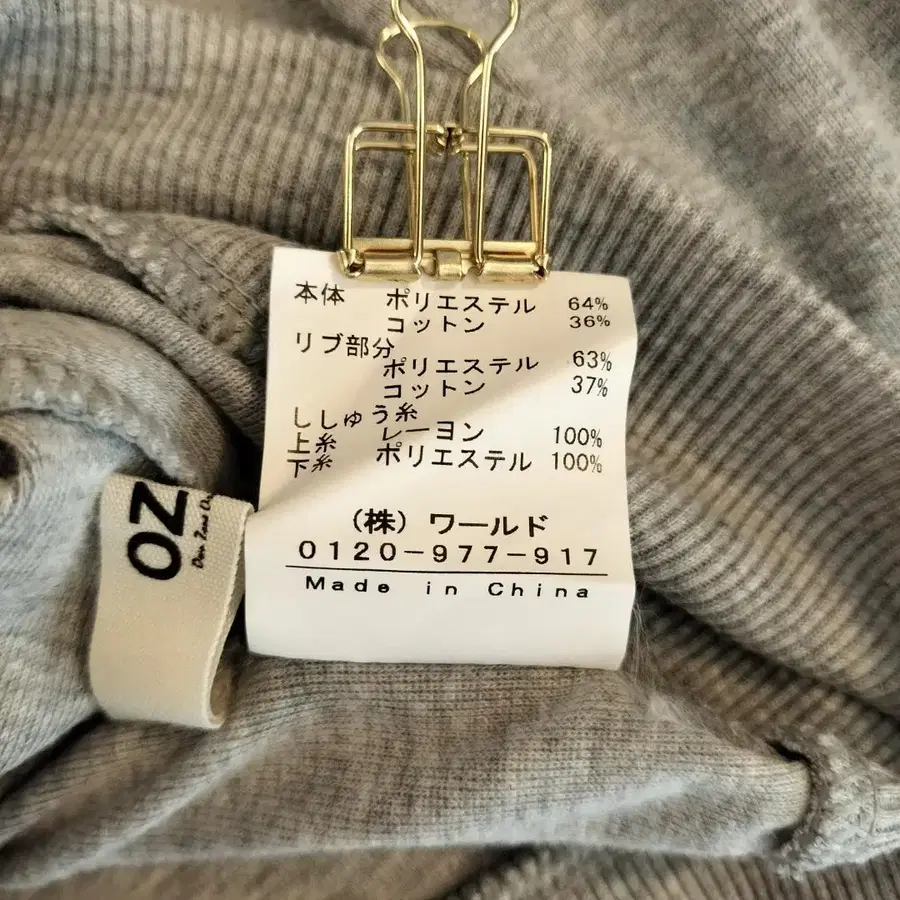 本体 ポリエステル 64%
コットン 36%
リブ部分
ポリエステル 63%
コットン 37%
ししゅう糸
上糸 レーヨン 100%
下糸 ポリエステル 100%
(株) ワールド
0120-977-917
Made in China
OZ